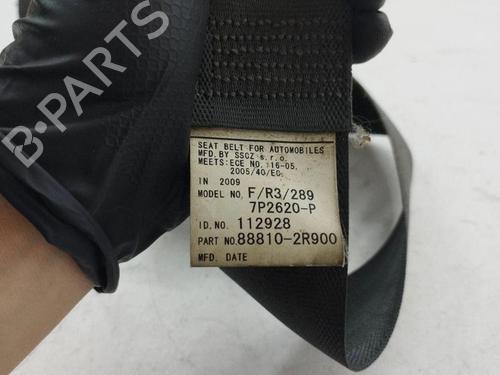 SEAT BELT FOR AUTOMOBILES
MFD.BY SSCZ s.r.o.
MEETS:ECE NO.:16-05,
2005/40/EC
IN 2009
MODEL NO. F/R3/289
7P2620-P
ID.NO. 112928
PART NO.88810-2R900
MFD. DATE